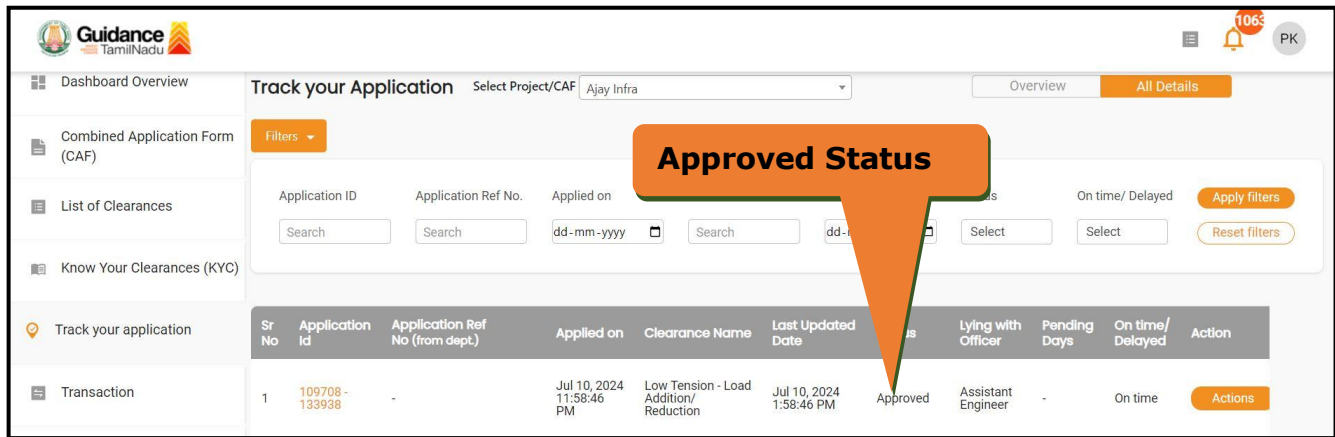 Guidance
TamilNadu
1063
PK
Dashboard Overview
Track your Application
Select Project/CAF
Ajay Infra
Overview
All Details
Combined Application Form
(CAF)
Filters
Approved Status
List of Clearances
Application ID
Application Ref No.
Applied on
On time/ Delayed
Apply filters
Search
Search
dd-mm-yyyy
Search
Select
Select
Reset filters
Know Your Clearances (KYC)
Track your application
Sr
No
Application
Id
Application Ref
No (from dept.)
Applied on
Clearance Name
Last Updated
Date
Lying with
Officer
Pending
Days
On time/
Delayed
Action
Transaction
1
109708 -
133938
-
Jul 10, 2024
11:58:46
PM
Low Tension - Load
Addition/
Reduction
Jul 10, 2024
1:58:46 PM
Approved
Assistant
Engineer
-
On time
Actions